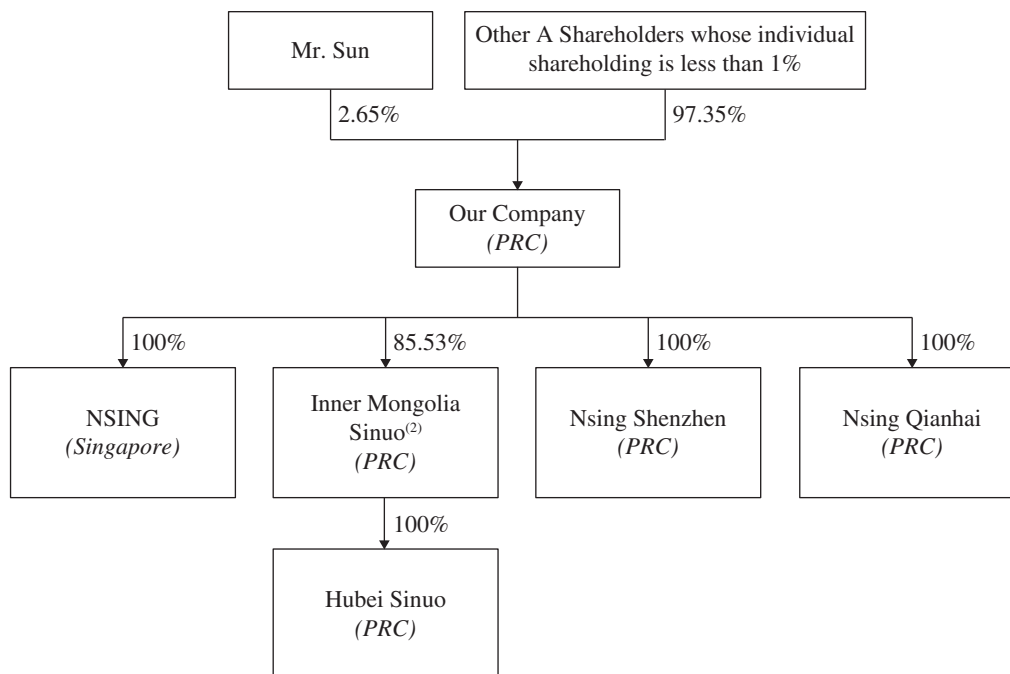 Mr. Sun
Other A Shareholders whose individual
shareholding is less than 1%
2.65%
97.35%
Our Company
(PRC)
100%
85.53%
100%
100%
NSING
(Singapore)
Inner Mongolia
Sinuo(2)
(PRC)
Nsing Shenzhen
(PRC)
Nsing Qianhai
(PRC)
100%
Hubei Sinuo
(PRC)